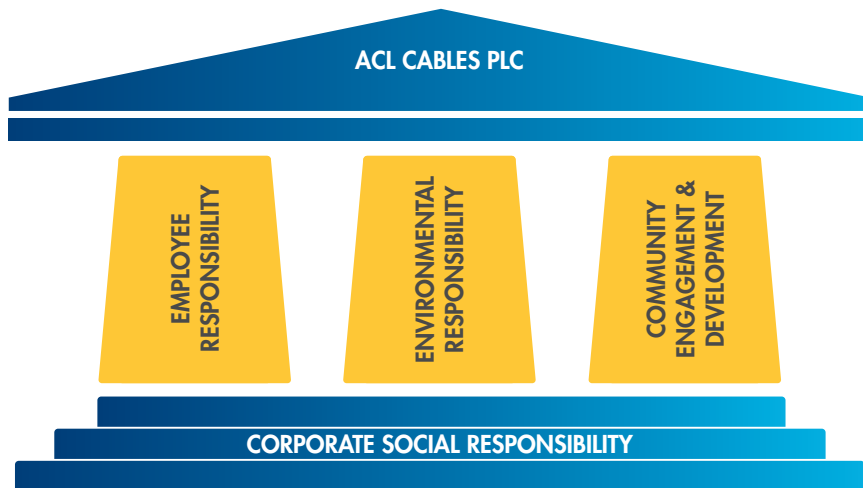 ACL CABLES PLC
EMPLOYEE
RESPONSIBILITY
ENVIRONMENTAL
RESPONSIBILITY
COMMUNITY
ENGAGEMENT &
DEVELOPMENT
CORPORATE SOCIAL RESPONSIBILITY